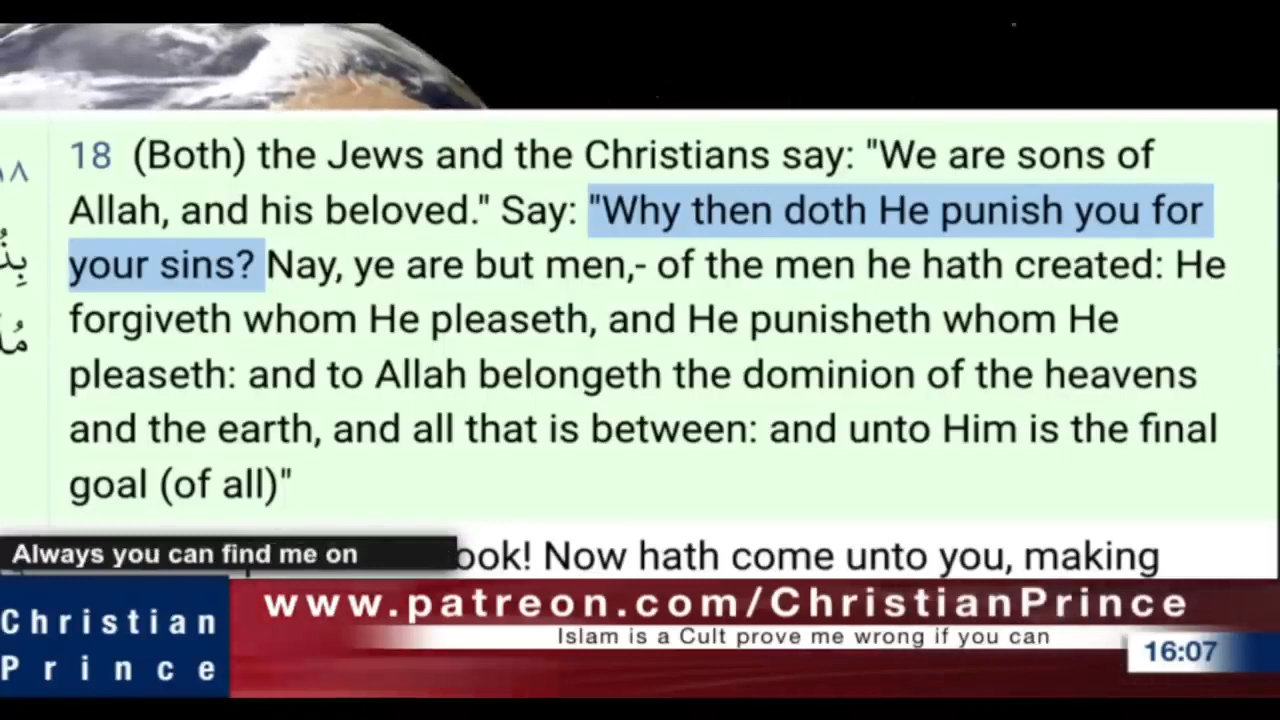 18 (Both) the Jews and the Christians say: "We are sons of
Allah, and his beloved." Say: "Why then doth He punish you for
your sins? Nay, ye are but men,- of the men he hath created: He
forgiveth whom He pleaseth, and He punisheth whom He
pleaseth: and to Allah belongeth the dominion of the heavens
and the earth, and all that is between: and unto Him is the final
goal (of all)"
ook! Now hath come unto you, making
Always you can find me on
Christian
Prince
www.patreon.com/ChristianPrince
Islam is a Cult prove me wrong if you can
16:07